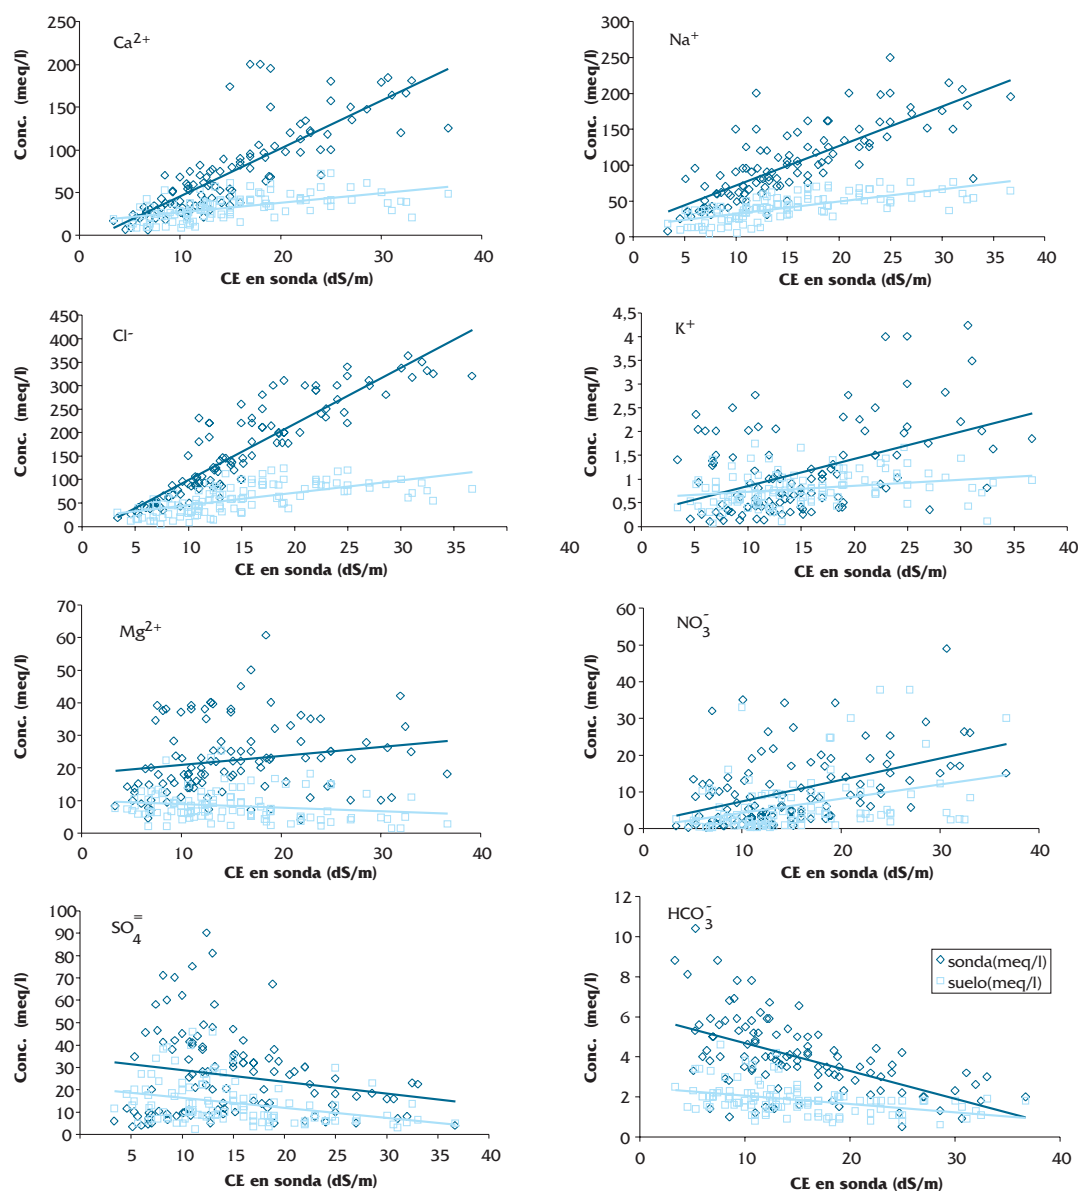 Ca2+
Conc. (meq/l)
250
200
150
100
50
0
0 10 20 30 40
CE en sonda (dS/m)
Na+
Conc. (meq/l)
300
250
200
150
100
50
0
0 5 10 15 20 25 30 35 40
CE en sonda (dS/m)
Cl-
Conc. (meq/l)
450
400
350
300
250
200
150
100
50
0
0 5 10 15 20 25 30 35 40
CE en sonda (dS/m)
K+
Conc. (meq/l)
4,5
4
3,5
3
2,5
2
1,5
1
0,5
0
0 5 10 15 20 25 30 35 40
CE en sonda (dS/m)
Mg2+
Conc. (meq/l)
70
60
50
40
30
20
10
0
0 10 20 30 40
CE en sonda (dS/m)
NO3-
Conc. (meq/l)
60
50
40
30
20
10
0
0 10 20 30 40
CE en sonda (dS/m)
SO4=
Conc. (meq/l)
100
90
80
70
60
50
40
30
20
10
0
0 5 10 15 20 25 30 35 40
CE en sonda (dS/m)
HCO3-
Conc. (meq/l)
12
10
8
6
4
2
0
0 10 20 30 40
CE en sonda (dS/m)
sonda(meq/l)
suelo(meq/l)